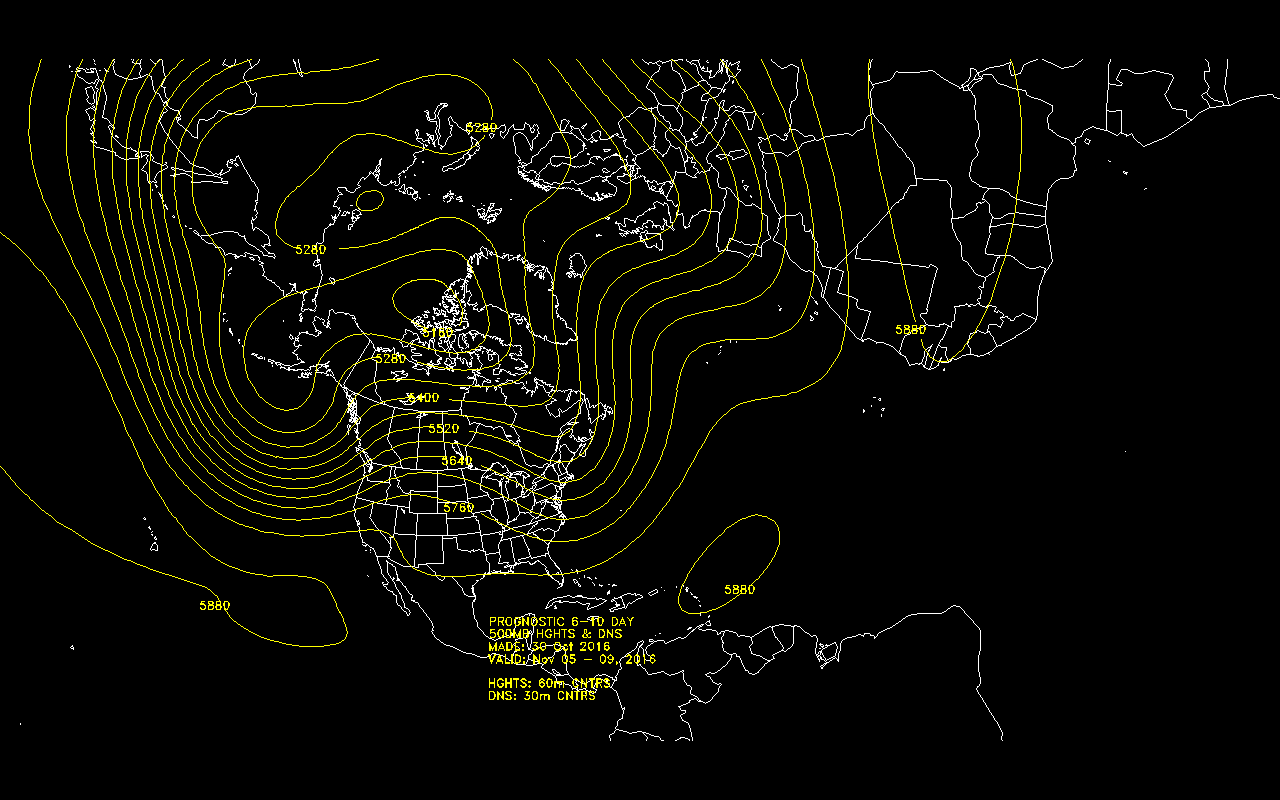 5280
5280
5160
5880
5280
5400
5520
5640
5760
5880
5880
PROGNOSTIC 6-10 DAY
500MB HGHTS & DNS
MADE: 30 Oct 2016
VALID: Nov 05 - 09, 2016
HGHTS: 60m CNTRS
DNS: 30m CNTRS